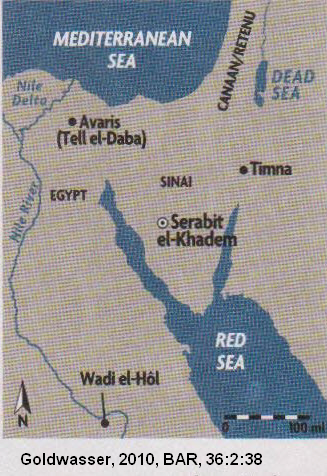 MEDITERRANEAN
SEA
CANAAN/RETENU
DEAD
SEA
Nile
Delta
Avaris
(Tell el-Daba)
Timna
SINAI
EGYPT
Nile River
Serabit
el-Khadem
RED
SEA
Wadi el-Hôl
N
0
100 mi
Goldwasser, 2010, BAR, 36:2:38